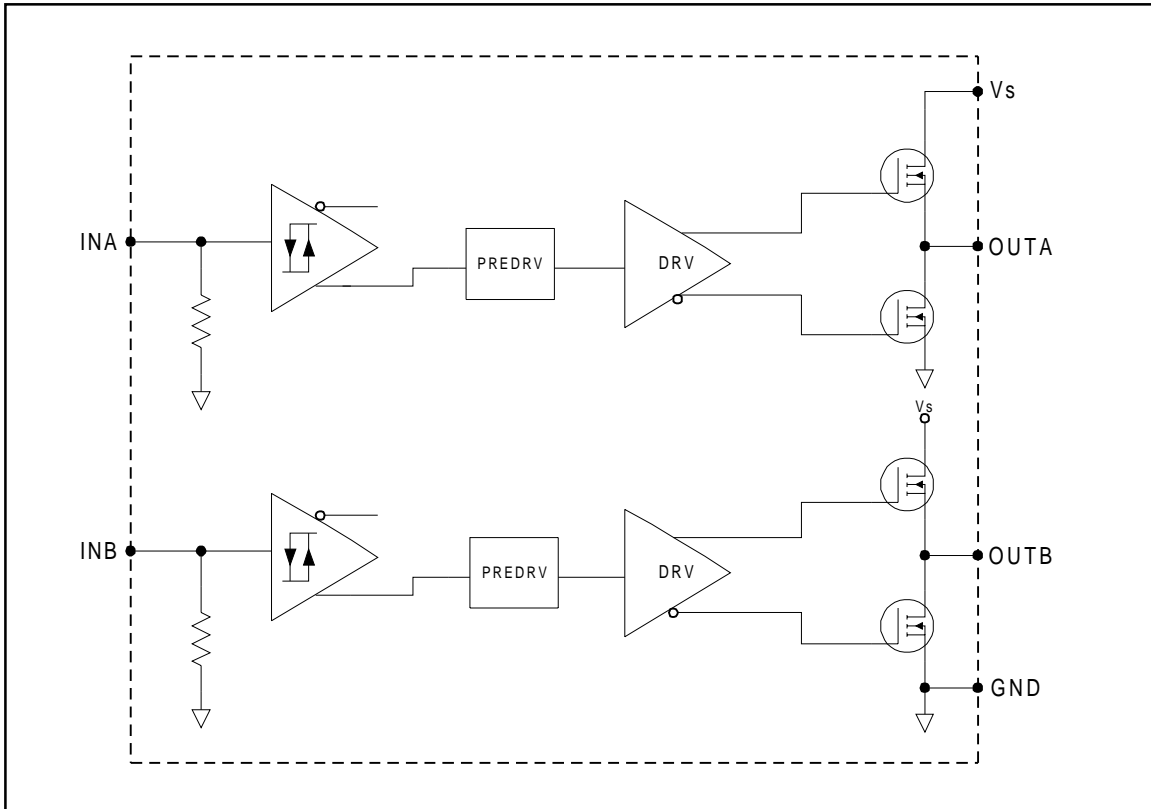 Vs
INA
PREDRV
DRV
OUTA
Vs
INB
PREDRV
DRV
OUTB
GND